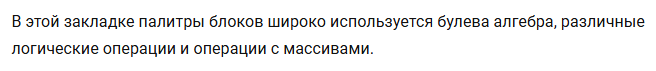 В этой закладке палитры блоков широко используется булева алгебра, различные
логические операции и операции с массивами.